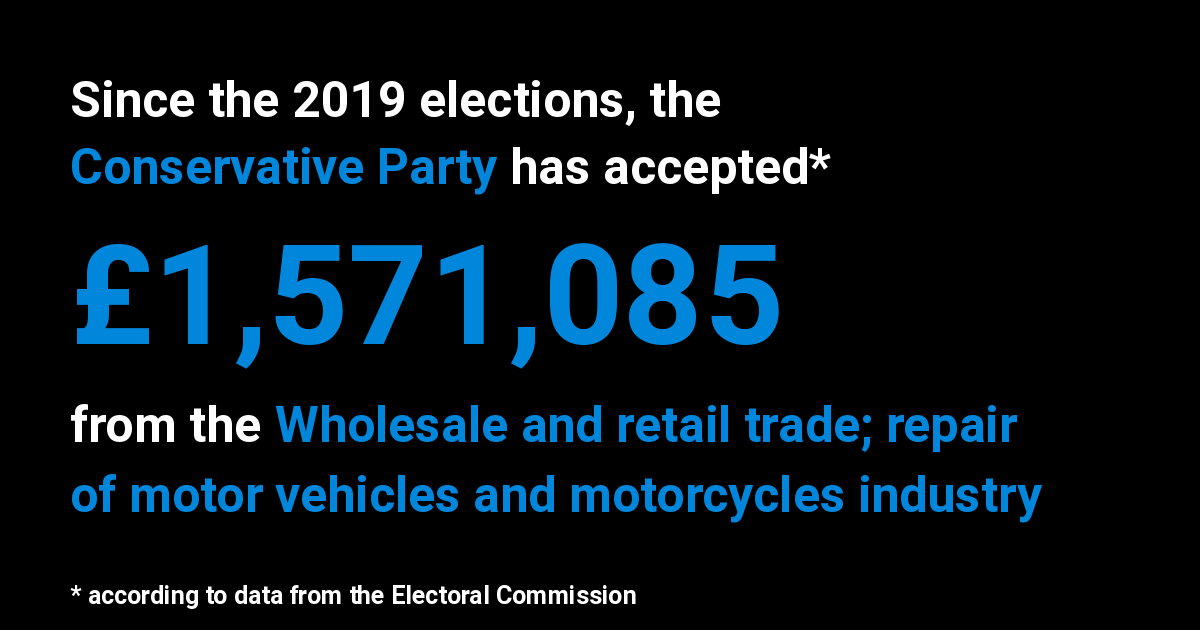 Since the 2019 elections, the
Conservative Party has accepted*
£1,571,085
from the Wholesale and retail trade; repair
of motor vehicles and motorcycles industry
* according to data from the Electoral Commission